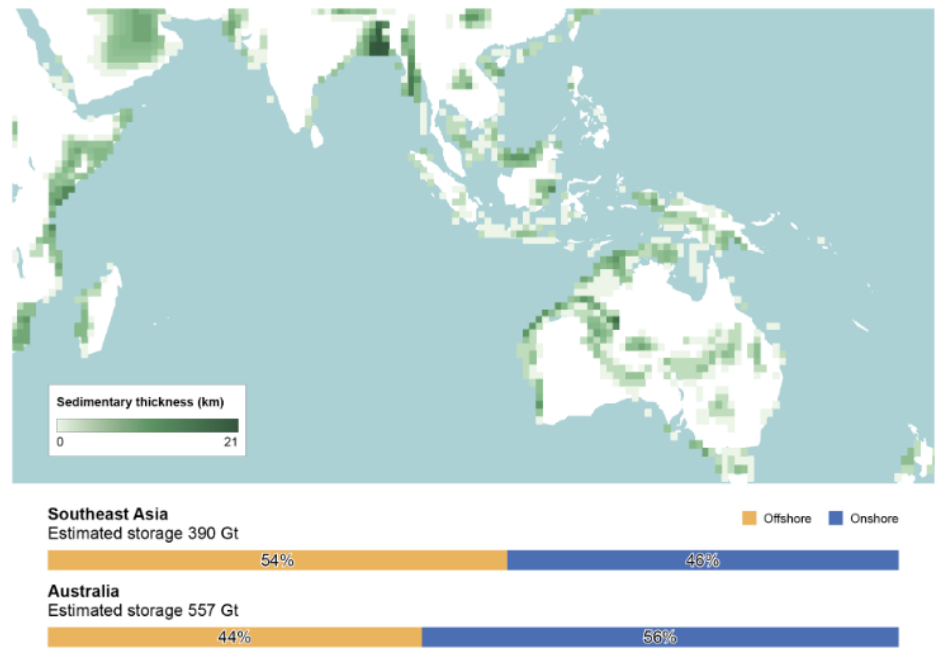 Sedimentary thickness (km)
0 21
Southeast Asia
Estimated storage 390 Gt
Offshore Onshore
54% 46%
Australia
Estimated storage 557 Gt
44% 56%